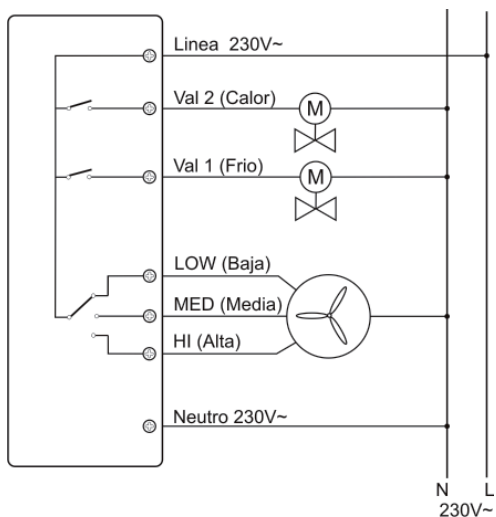 Linea 230V~
Val 2 (Calor)
M
Val 1 (Frio)
M
LOW (Baja)
MED (Media)
HI (Alta)
Neutro 230V~
N L
230V~